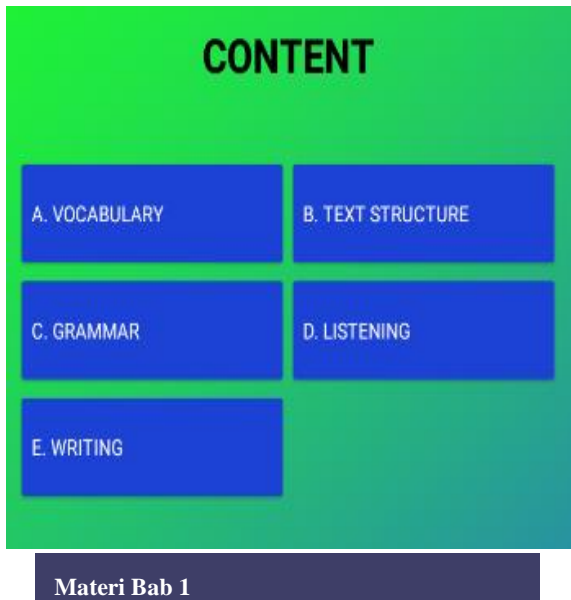 CONTENT
A. VOCABULARY
B. TEXT STRUCTURE
C. GRAMMAR
D. LISTENING
E. WRITING
Materi Bab 1